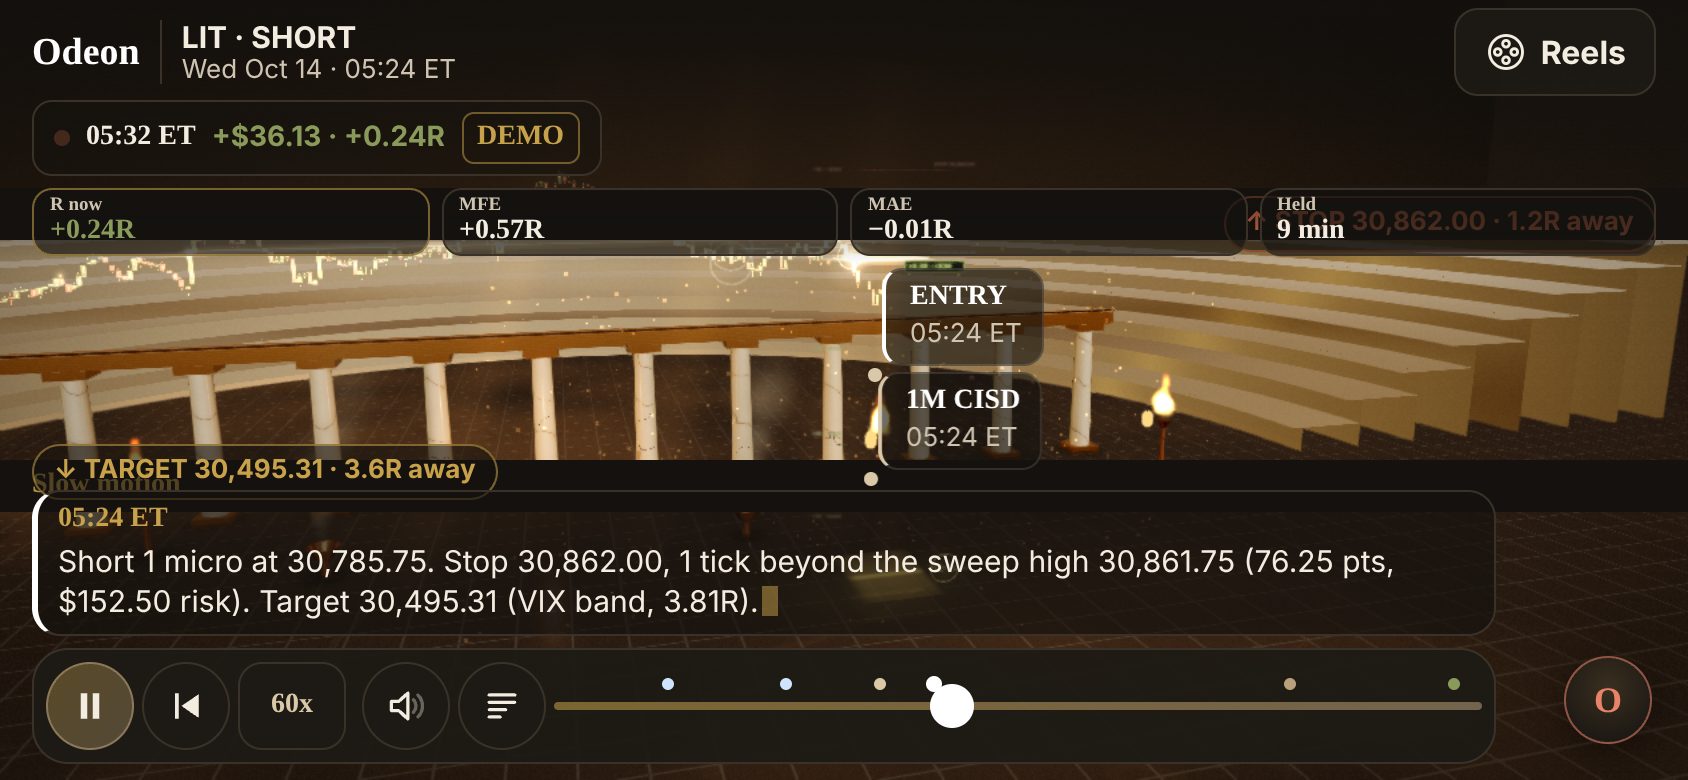 Odeon
LIT · SHORT
Wed Oct 14 · 05:24 ET
Reels
05:32 ET +$36.13 · +0.24R DEMO
R now
+0.24R
MFE
+0.57R
MAE
−0.01R
Held
9 min
↑ STOP 30,862.00 · 1.2R away
ENTRY
05:24 ET
1M CISD
05:24 ET
↓ TARGET 30,495.31 · 3.6R away
Slow motion
05:24 ET
Short 1 micro at 30,785.75. Stop 30,862.00, 1 tick beyond the sweep high 30,861.75 (76.25 pts,
$152.50 risk). Target 30,495.31 (VIX band, 3.81R).
60x
O